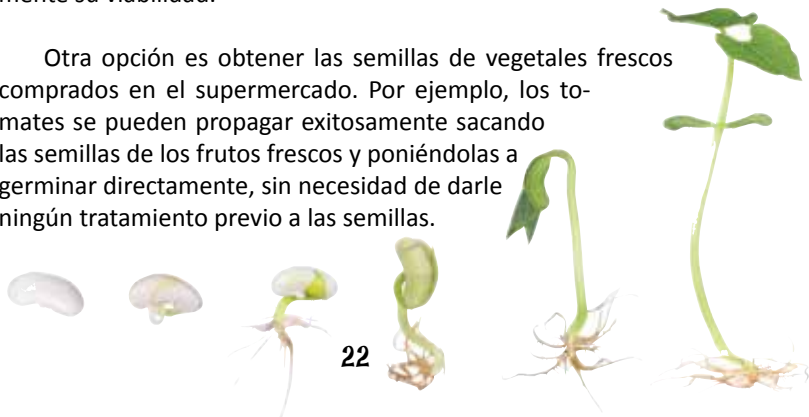 mente su viabilidad.
Otra opción es obtener las semillas de vegetales frescos
comprados en el supermercado. Por ejemplo, los to-
mates se pueden propagar exitosamente sacando
las semillas de los frutos frescos y poniéndolas a
germinar directamente, sin necesidad de darle
ningún tratamiento previo a las semillas.
22